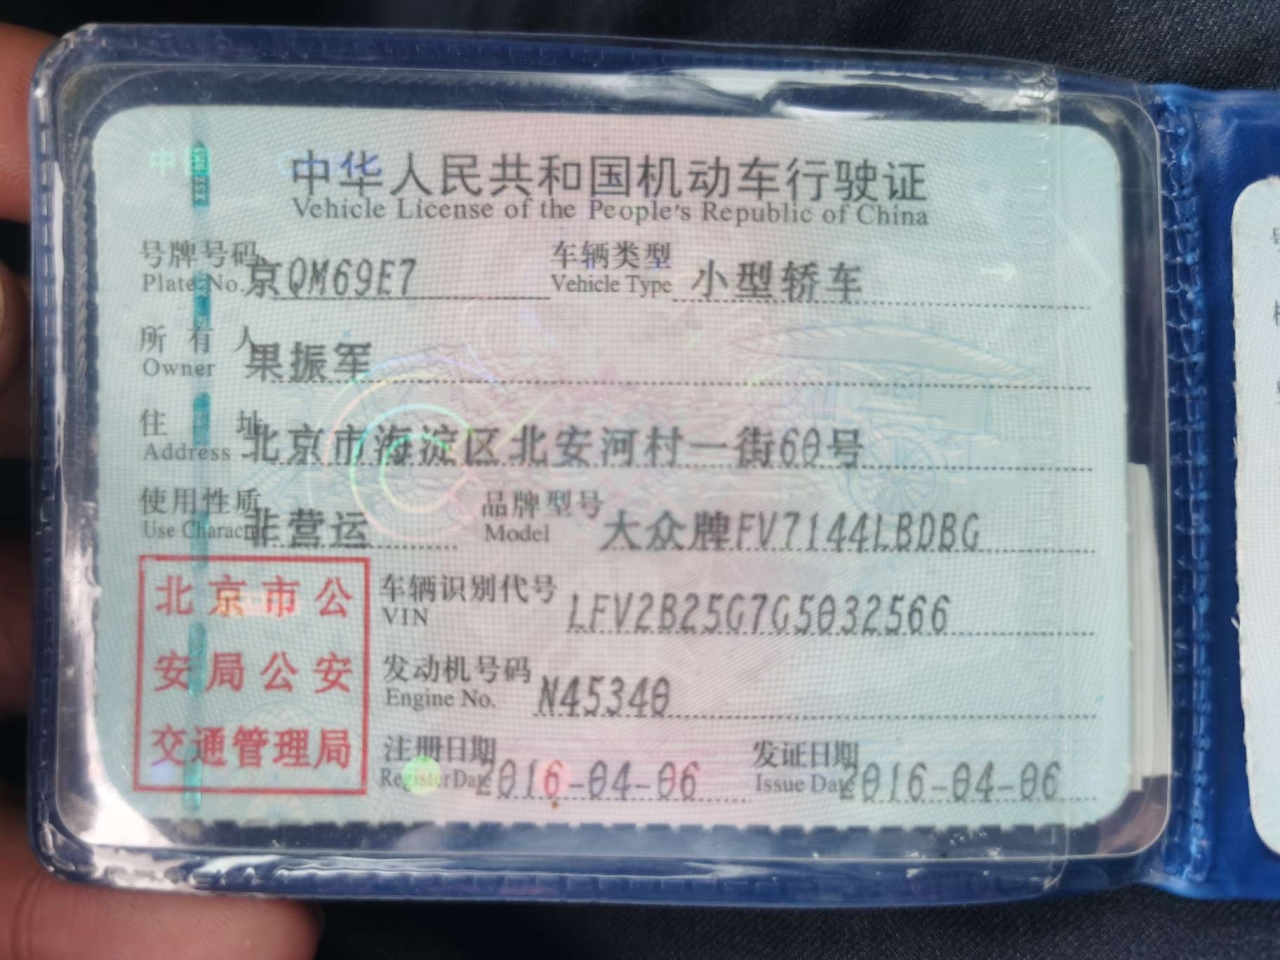 中华人民共和国机动车行驶证
Vehicle License of the People's Republic of China
号牌号码 京QM69E7 车辆类型 小型轿车
Plate No. Vehicle Type
所有人 果振军
Owner
住址 北京市海淀区北安河村一街60号
Address
使用性质 非营运 品牌型号 大众牌FV7144LBDBG
Use Character Model
北京市公
安局公安
交通管理局
车辆识别代号 LFV2B25G7G5032566
VIN
发动机号码 N45340
Engine No.
注册日期 2016-04-06 发证日期 2016-04-06
Register Date Issue Date